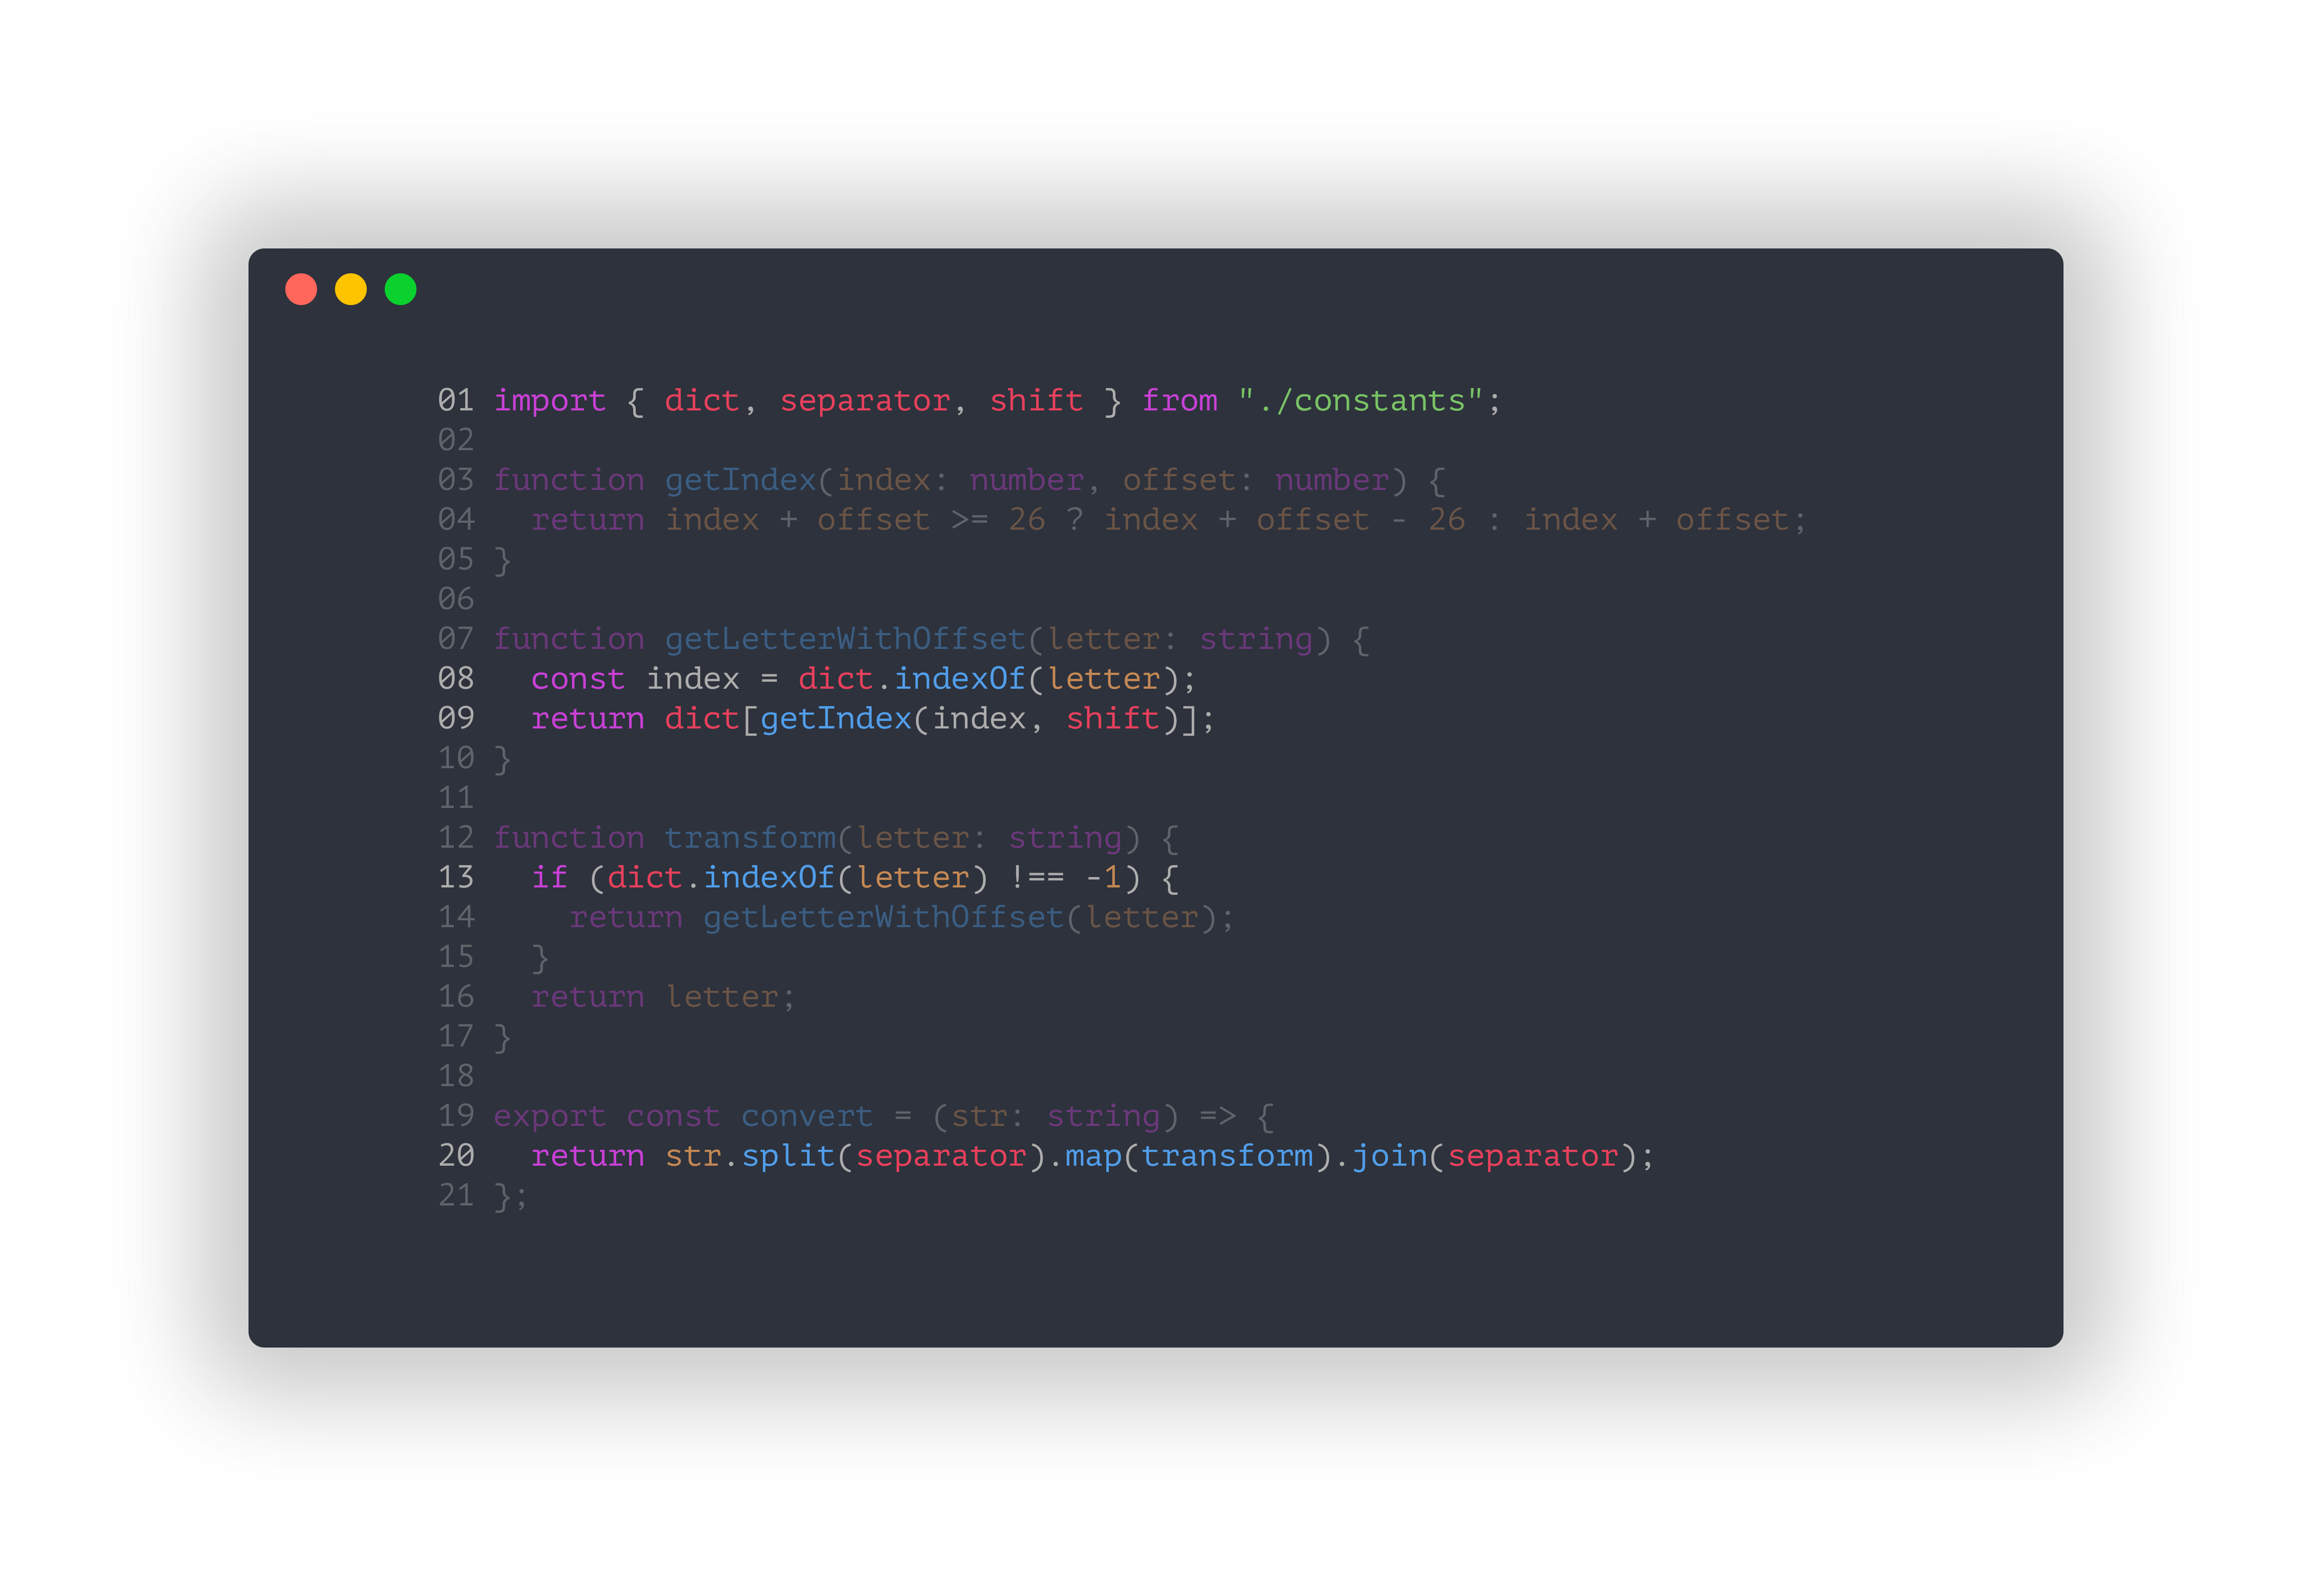 01 import { dict, separator, shift } from "./constants";
02
03 function getIndex(index: number, offset: number) {
04   return index + offset >= 26 ? index + offset - 26 : index + offset;
05 }
06
07 function getLetterWithOffset(letter: string) {
08   const index = dict.indexOf(letter);
09   return dict[getIndex(index, shift)];
10 }
11
12 function transform(letter: string) {
13   if (dict.indexOf(letter) !== -1) {
14     return getLetterWithOffset(letter);
15   }
16   return letter;
17 }
18
19 export const convert = (str: string) => {
20   return str.split(separator).map(transform).join(separator);
21 };